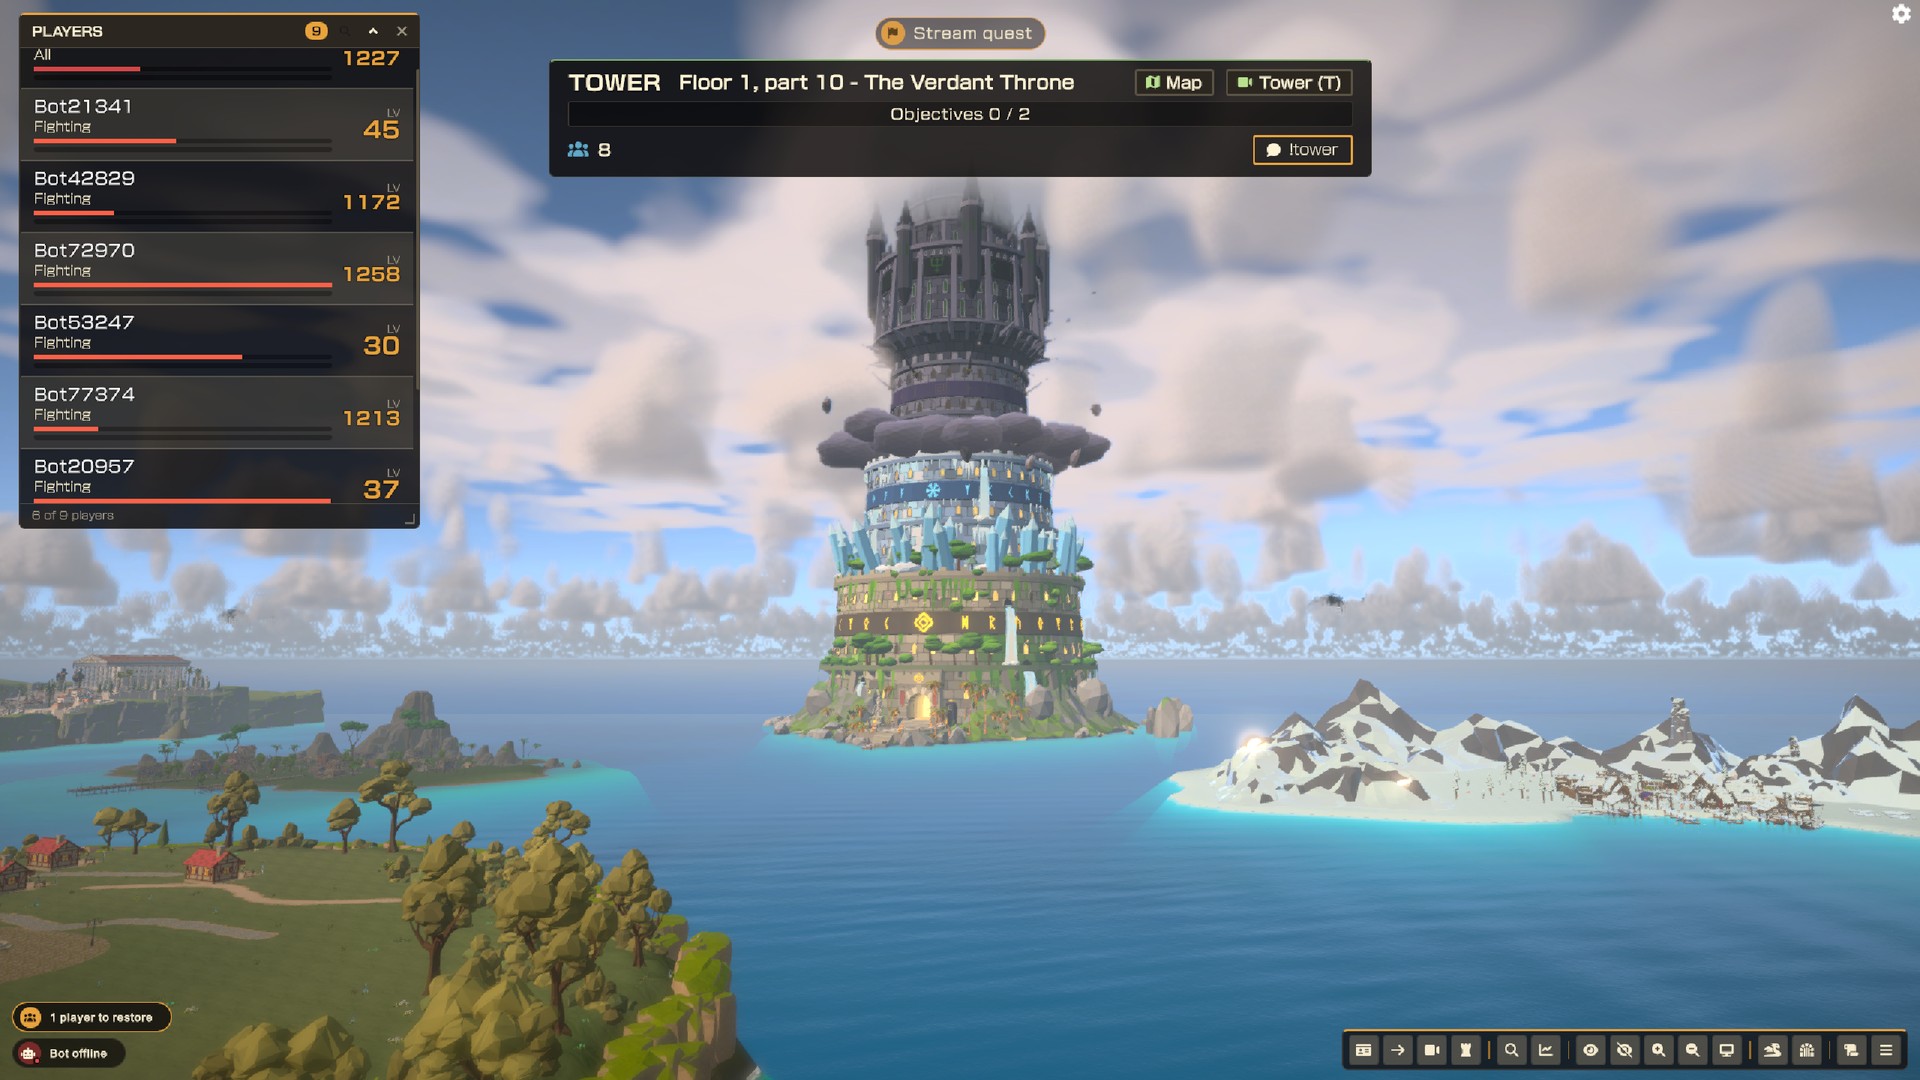 PLAYERS
9
All
1227
Bot21341
Fighting
LV
45
Bot42829
Fighting
LV
1172
Bot72970
Fighting
LV
1258
Bot53247
Fighting
LV
30
Bot77374
Fighting
LV
1213
Bot20957
Fighting
LV
37
6 of 9 players
Stream quest
TOWER Floor 1, part 10 - The Verdant Throne
Map
Tower (T)
Objectives 0 / 2
8
!tower
1 player to restore
Bot offline